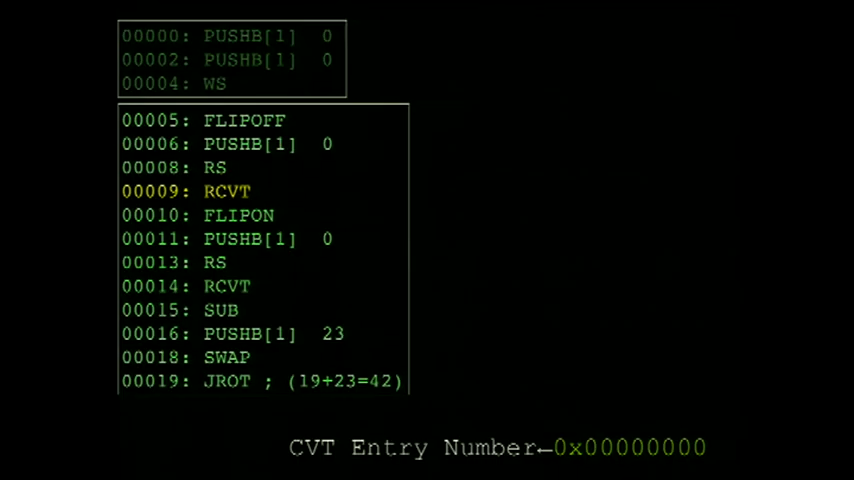 00000: PUSHB[1]  0
00002: PUSHB[1]  0
00004: WS
00005: FLIPOFF
00006: PUSHB[1]  0
00008: RS
00009: RCVT
00010: FLIPON
00011: PUSHB[1]  0
00013: RS
00014: RCVT
00015: SUB
00016: PUSHB[1]  23
00018: SWAP
00019: JROT ; (19+23=42)
CVT Entry Number←0x00000000